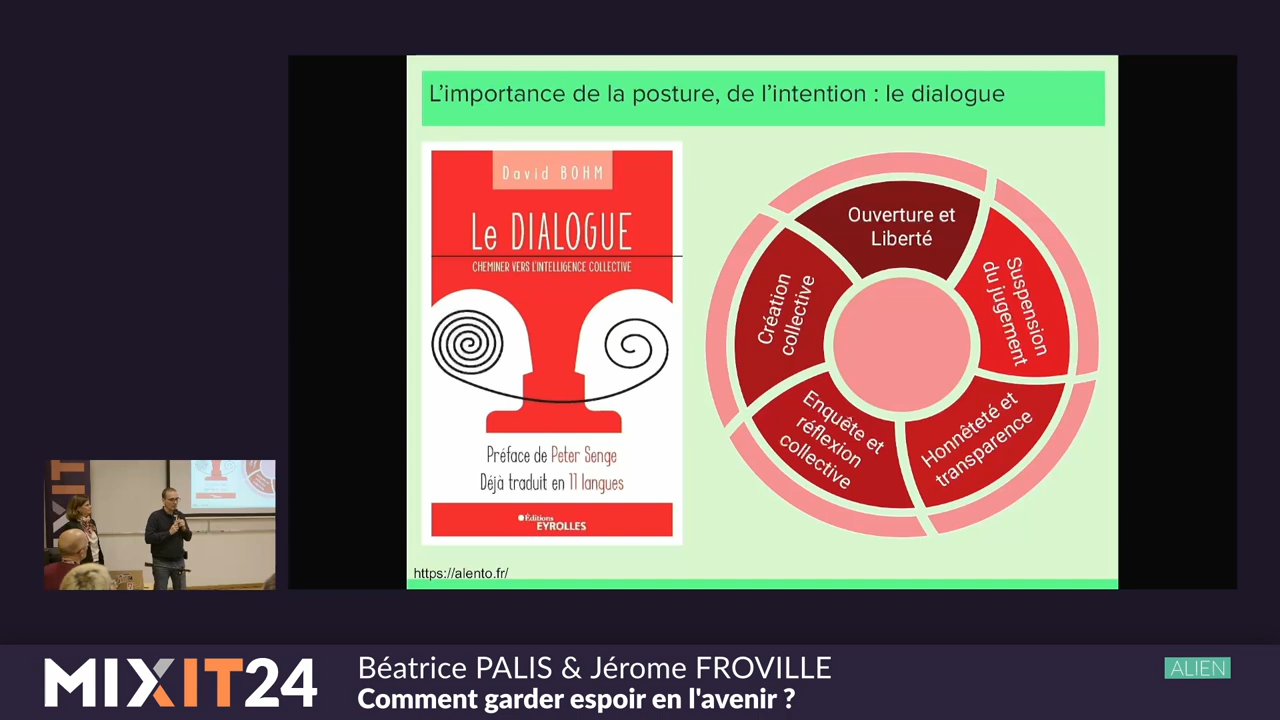 L'importance de la posture, de l'intention : le dialogue
David BOHM
Le DIALOGUE
CHEMINER VERS L'INTELLIGENCE COLLECTIVE
Préface de Peter Senge
Déjà traduit en 11 langues
Éditions
EYROLLES
Ouverture et
Liberté
Suspension
du jugement
Honnêteté et
transparence
Enquête et
réflexion
collective
Création
collective
https://alento.fr/
MIXIT24
Béatrice PALIS & Jérome FROVILLE
Comment garder espoir en l'avenir ?
ALIEN